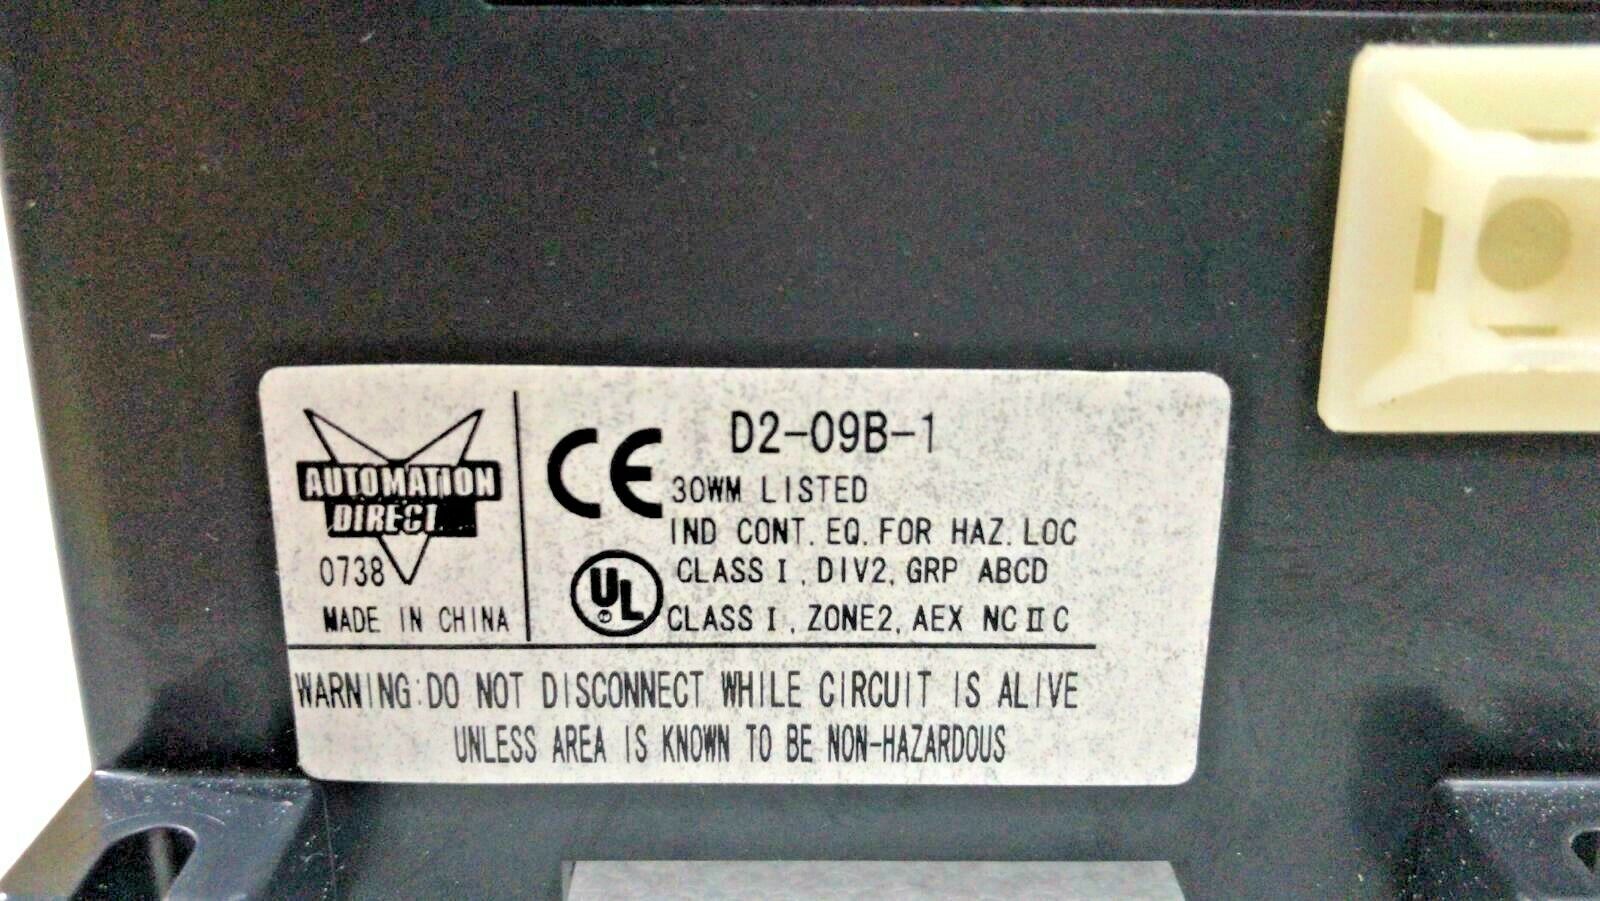 AUTOMATION
DIRECT
0738
MADE IN CHINA
CE
D2-09B-1
30WM LISTED
IND CONT. EQ. FOR HAZ. LOC
UL
CLASS I, DIV2, GRP ABCD
CLASS I, ZONE2, AEX NC II C
WARNING:DO NOT DISCONNECT WHILE CIRCUIT IS ALIVE
UNLESS AREA IS KNOWN TO BE NON-HAZARDOUS